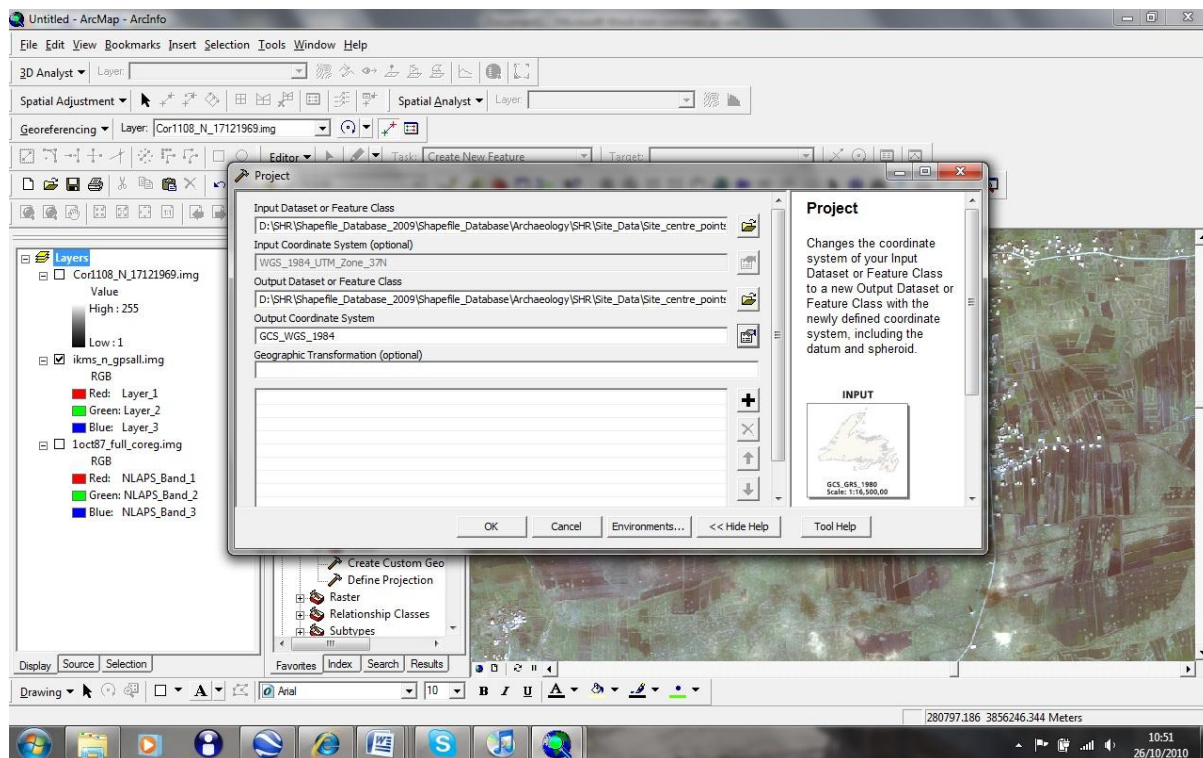 Untitled - ArcMap - ArcInfo
File Edit View Bookmarks Insert Selection Tools Window Help
3D Analyst Layer:
Spatial Adjustment Spatial Analyst Layer:
Georeferencing Layer: Cor1108_N_17121969.img
Editor Task: Create New Feature Target:
Project
Input Dataset or Feature Class
D:\SHR\Shapefile_Database_2009\Shapefile_Database\Archaeology\SHR\Site_Data\Site_centre_points
Input Coordinate System (optional)
WGS_1984_UTM_Zone_37N
Output Dataset or Feature Class
D:\SHR\Shapefile_Database_2009\Shapefile_Database\Archaeology\SHR\Site_Data\Site_centre_points
Output Coordinate System
GCS_WGS_1984
Geographic Transformation (optional)
OK Cancel Environments... << Hide Help Tool Help
Project
Changes the coordinate
system of your Input
Dataset or Feature Class
to a new Output Dataset or
Feature Class with the
newly defined coordinate
system, including the
datum and spheroid.
INPUT
GCS_GRS_1980
Scale: 1:16,500,00
Layers
Cor1108_N_17121969.img
Value
High : 255
Low : 1
ikms_n_gpsall.img
RGB
Red: Layer_1
Green: Layer_2
Blue: Layer_3
1oct87_full_coreg.img
RGB
Red: NLAPS_Band_1
Green: NLAPS_Band_2
Blue: NLAPS_Band_3
Create Custom Geo
Define Projection
Raster
Relationship Classes
Subtypes
Display Source Selection
Favorites Index Search Results
Drawing A Arial 10 B I U A
280797.186 3856246.344 Meters
10:51
26/10/2010